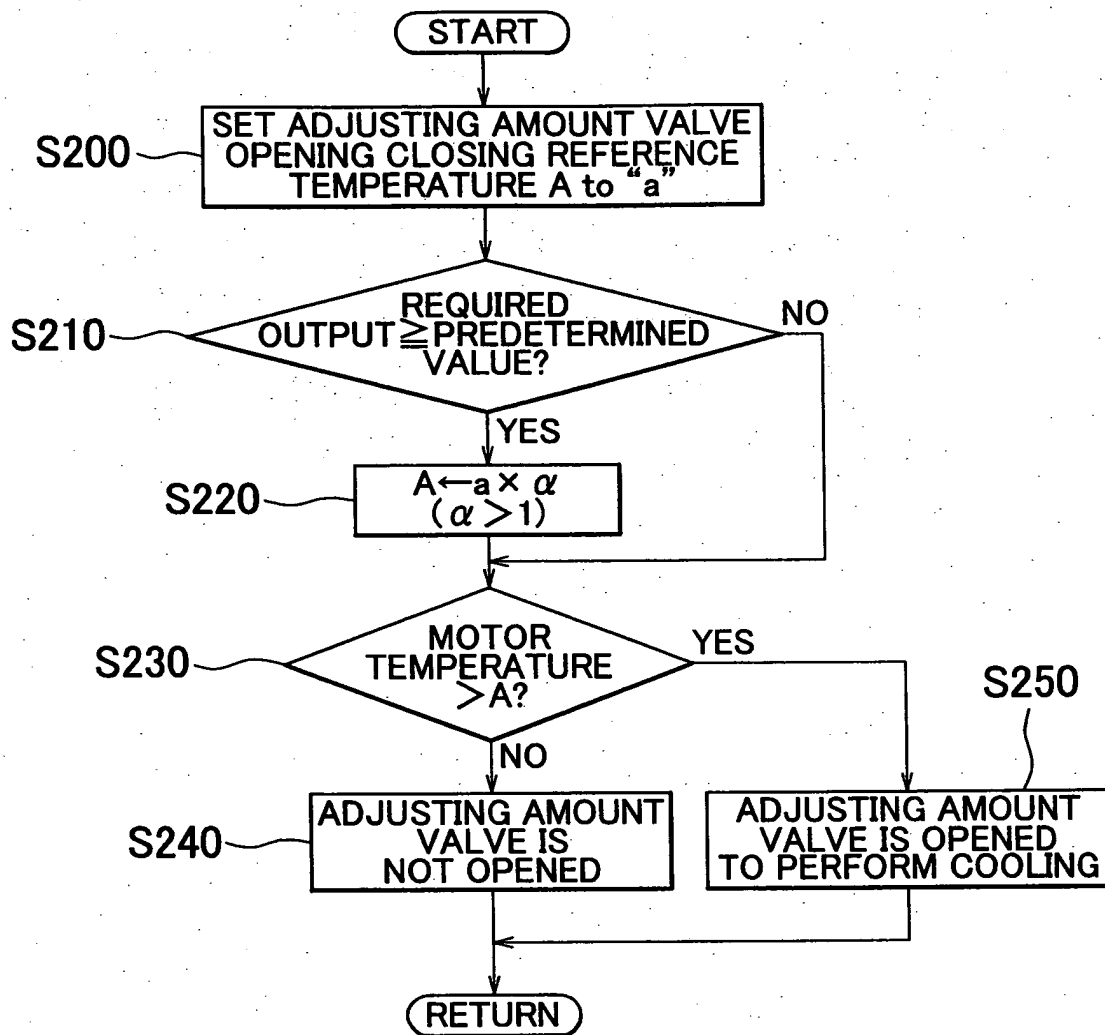 START
S200
SET ADJUSTING AMOUNT VALVE
OPENING CLOSING REFERENCE
TEMPERATURE A to “a”
S210
REQUIRED
OUTPUT≧PREDETERMINED
VALUE?
NO
YES
S220
A←a×α
(α>1)
S230
MOTOR
TEMPERATURE
>A?
YES
NO
S250
S240
ADJUSTING AMOUNT
VALVE IS
NOT OPENED
ADJUSTING AMOUNT
VALVE IS OPENED
TO PERFORM COOLING
RETURN